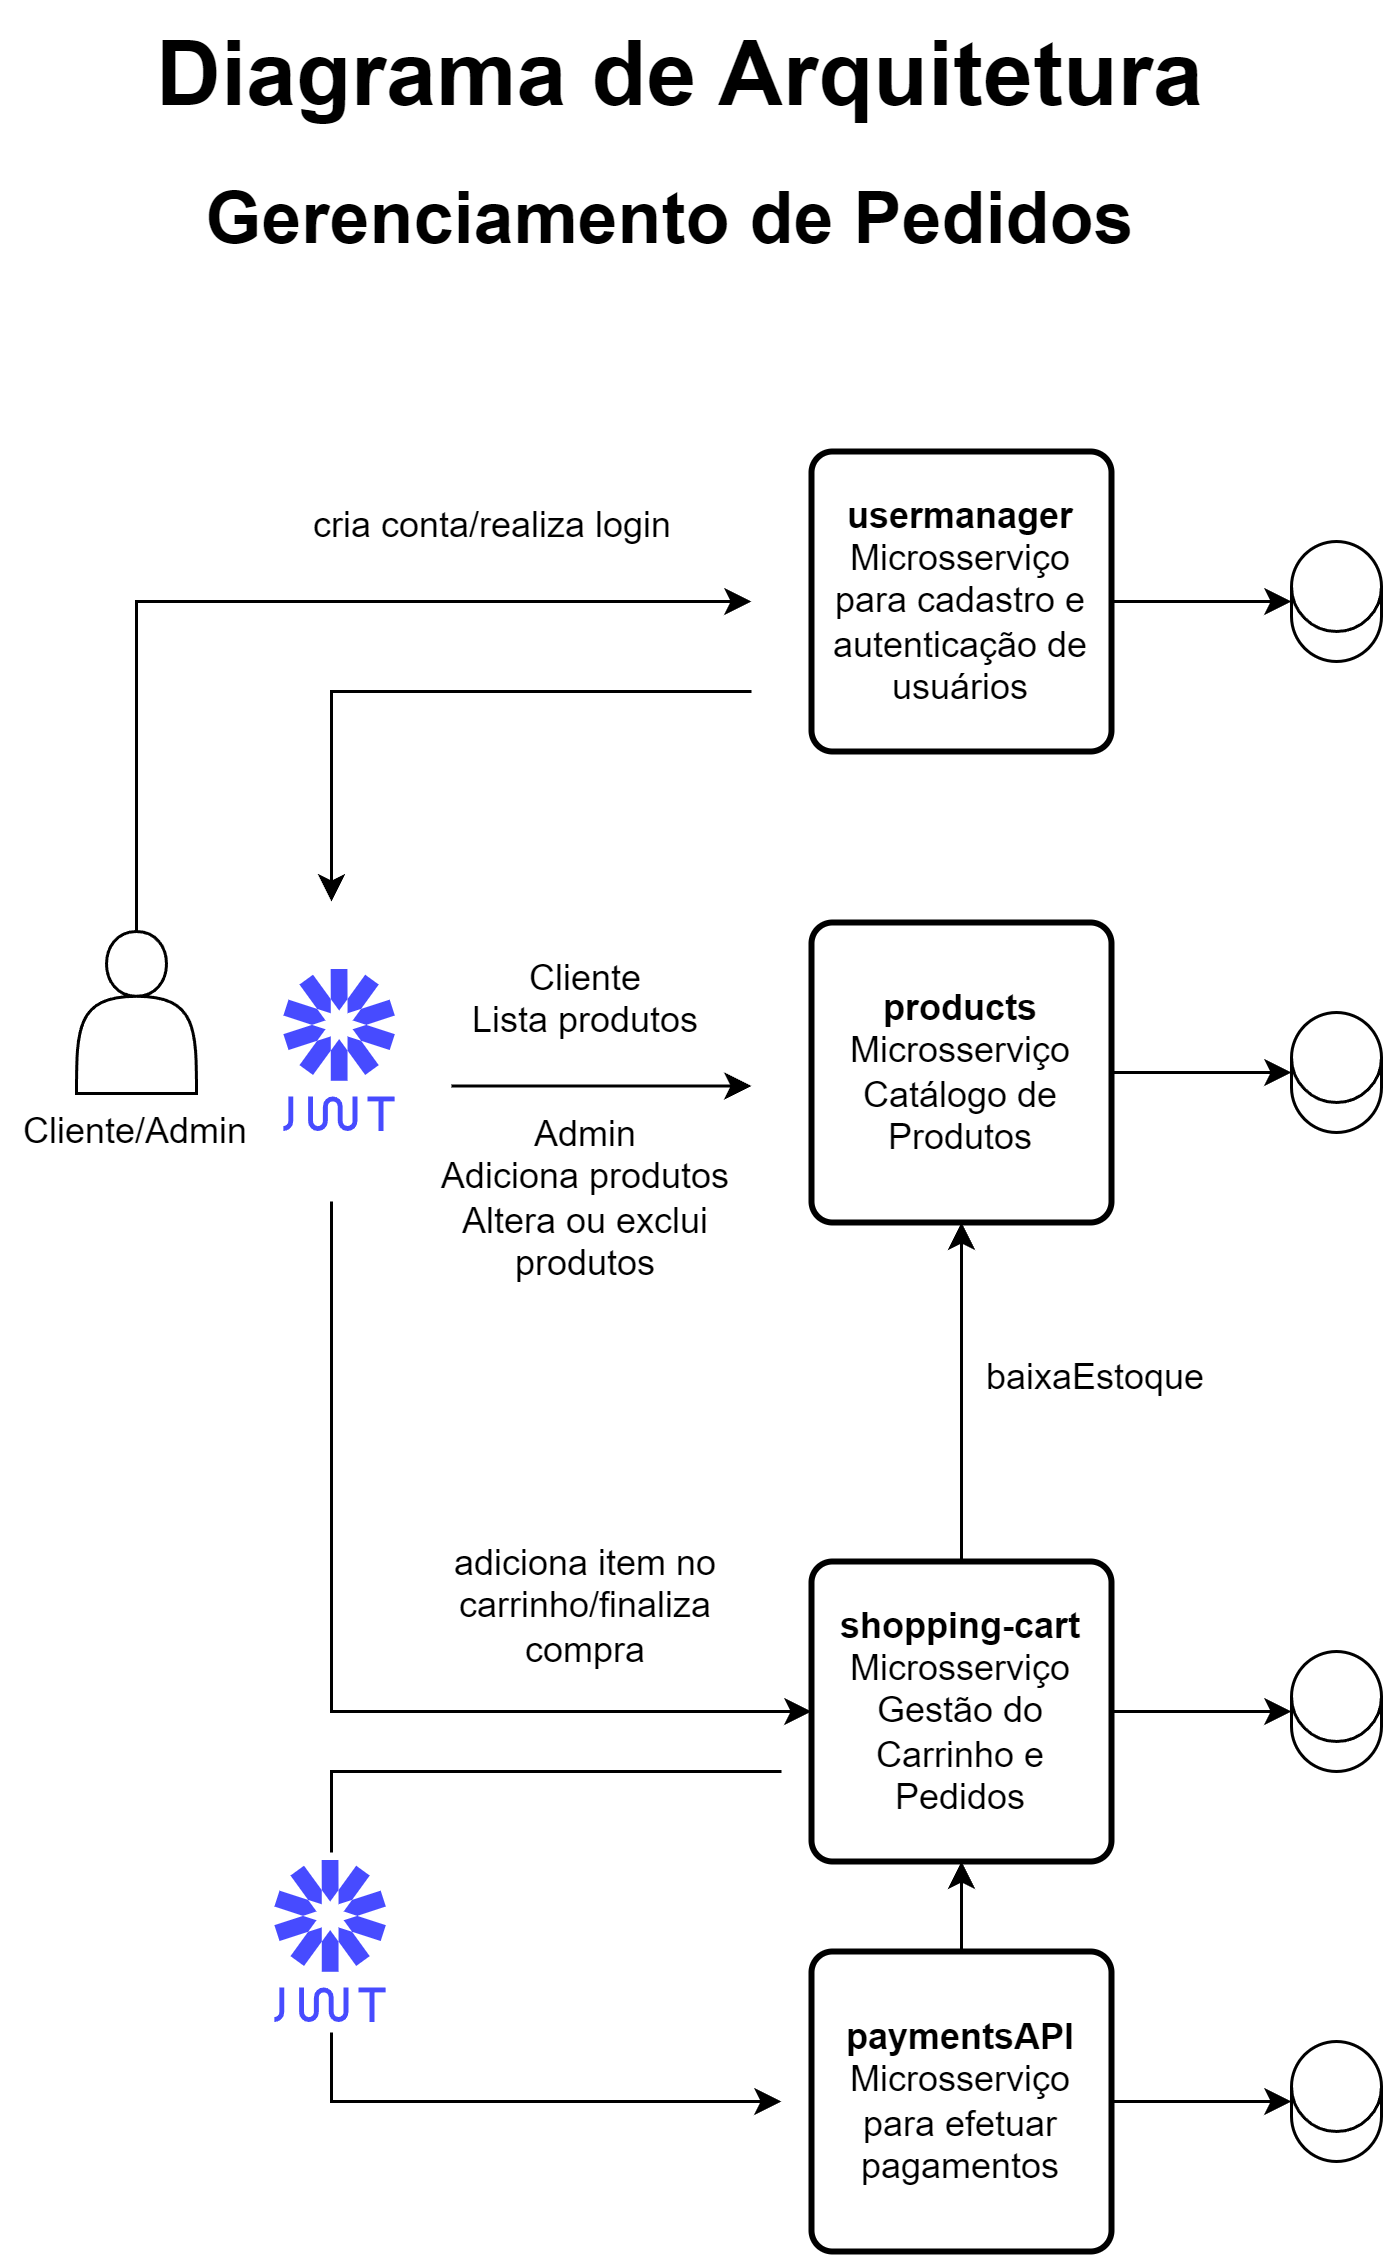 Diagrama de Arquitetura
Gerenciamento de Pedidos
cria conta/realiza login
usermanager
Microsserviço
para cadastro e
autenticação de
usuários
Cliente/Admin
JWT
Cliente
Lista produtos
Admin
Adiciona produtos
Altera ou exclui
produtos
products
Microsserviço
Catálogo de
Produtos
baixaEstoque
adiciona item no
carrinho/finaliza
compra
shopping-cart
Microsserviço
Gestão do
Carrinho e
Pedidos
JWT
paymentsAPI
Microsserviço
para efetuar
pagamentos